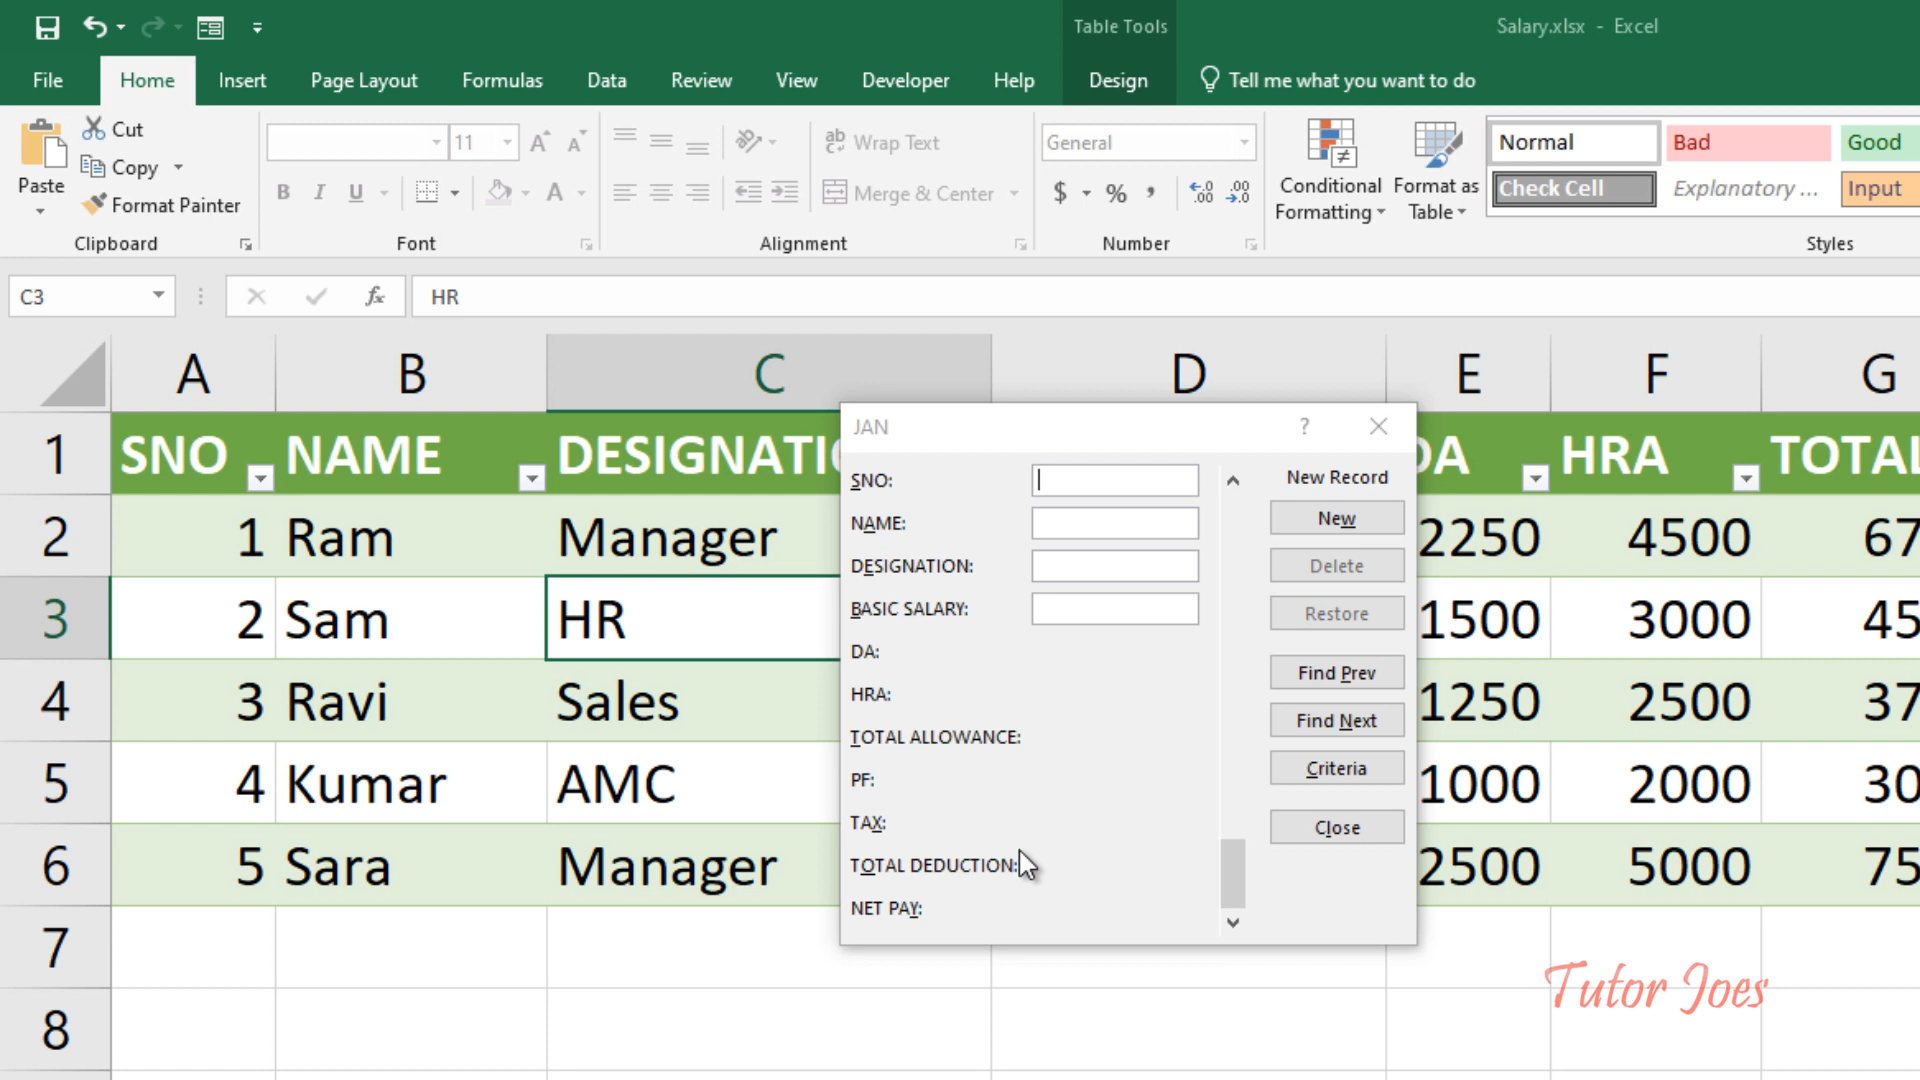 Table Tools
Salary.xlsx - Excel
File Home Insert Page Layout Formulas Data Review View Developer Help Design Tell me what you want to do
Paste
Cut
Copy
Format Painter
Clipboard
11
B I U
Font
Wrap Text
Merge & Center
Alignment
General
$ % ,
Number
Conditional Formatting
Format as Table
Normal Bad Good
Check Cell Explanatory ... Input
Styles
C3
fx
HR
A B C D E F G
1 SNO NAME DESIGNATIO DA HRA TOTAL
2 1 Ram Manager 2250 4500 67
3 2 Sam HR 1500 3000 45
4 3 Ravi Sales 1250 2500 37
5 4 Kumar AMC 1000 2000 30
6 5 Sara Manager 2500 5000 75
7
8
JAN ?
SNO:
NAME:
DESIGNATION:
BASIC SALARY:
DA:
HRA:
TOTAL ALLOWANCE:
PF:
TAX:
TOTAL DEDUCTION:
NET PAY:
New Record
New
Delete
Restore
Find Prev
Find Next
Criteria
Close
Tutor Joes